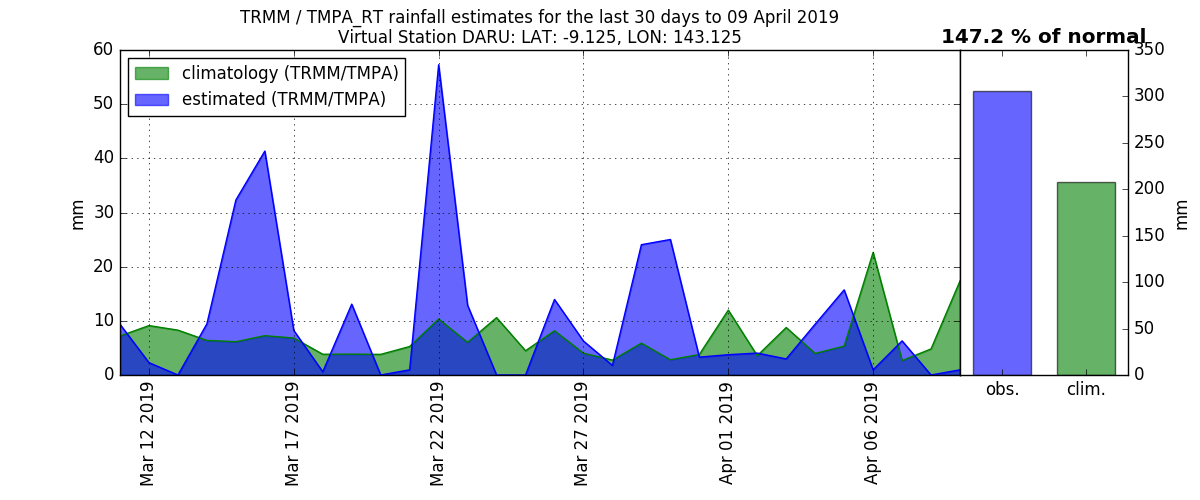 TRMM / TMPA_RT rainfall estimates for the last 30 days to 09 April 2019
Virtual Station DARU: LAT: -9.125, LON: 143.125
147.2 % of normal
climatology (TRMM/TMPA)
estimated (TRMM/TMPA)
60
50
40
30
20
10
0
mm
Mar 12 2019
Mar 17 2019
Mar 22 2019
Mar 27 2019
Apr 01 2019
Apr 06 2019
350
300
250
200
150
100
50
0
mm
obs.
clim.